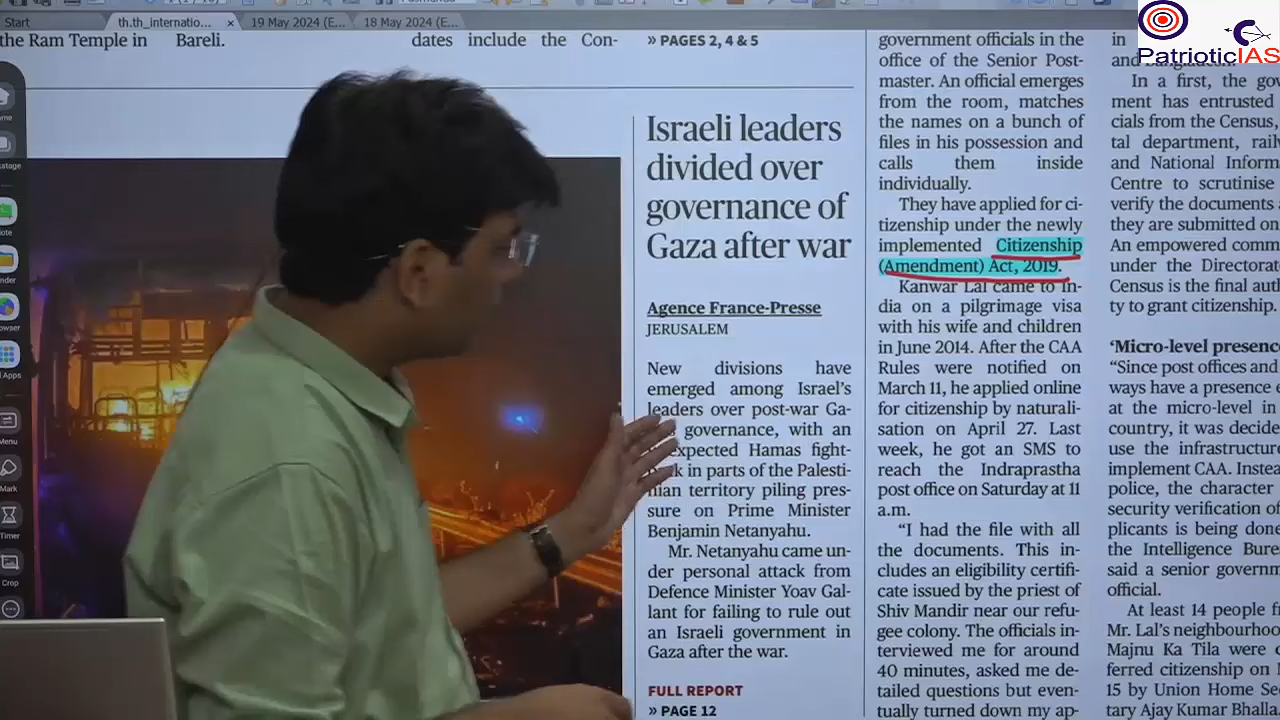 Start
th.th_internatio...
19 May 2024 (E...
18 May 2024 (E...
PatrioticIAS
the Ram Temple in
Bareli.
dates include the Con-
» PAGES 2, 4 & 5
Israeli leaders
divided over
governance of
Gaza after war
Agence France-Presse
JERUSALEM
New divisions have
emerged among Israel's
leaders over post-war Ga-
governance, with an
expected Hamas fight-
in parts of the Palesti-
nian territory piling pres-
sure on Prime Minister
Benjamin Netanyahu.
Mr. Netanyahu came un-
der personal attack from
Defence Minister Yoav Gal-
lant for failing to rule out
an Israeli government in
Gaza after the war.
FULL REPORT
» PAGE 12
government officials in the
office of the Senior Post-
master. An official emerges
from the room, matches
the names on a bunch of
files in his possession and
calls them inside
individually.
They have applied for ci-
tizenship under the newly
implemented Citizenship
(Amendment) Act, 2019.
Kanwar Lal came to In-
dia on a pilgrimage visa
with his wife and children
in June 2014. After the CAA
Rules were notified on
March 11, he applied online
for citizenship by naturali-
sation on April 27. Last
week, he got an SMS to
reach the Indraprastha
post office on Saturday at 11
a.m.
"I had the file with all
the documents. This in-
cludes an eligibility certifi-
cate issued by the priest of
Shiv Mandir near our refu-
gee colony. The officials in-
terviewed me for around
40 minutes, asked me de-
tailed questions but even-
tually turned down my ap-
in
and Bangladesh.
In a first, the gov
ment has entrusted
cials from the Census,
tal department, rail
and National Inform
Centre to scrutinise
verify the documents
they are submitted on
An empowered comm
under the Directorat
Census is the final aut
ty to grant citizenship.
'Micro-level presence
"Since post offices and
ways have a presence
at the micro-level in
country, it was decide
use the infrastructure
implement CAA. Instea
police, the character
security verification of
plicants is being done
the Intelligence Bure
said a senior governm
official.
At least 14 people f
Mr. Lal's neighbourhoo
Majnu Ka Tila were c
ferred citizenship on
15 by Union Home Se
tary Ajay Kumar Bhalla.
Menu
Mark
Timer
Crop